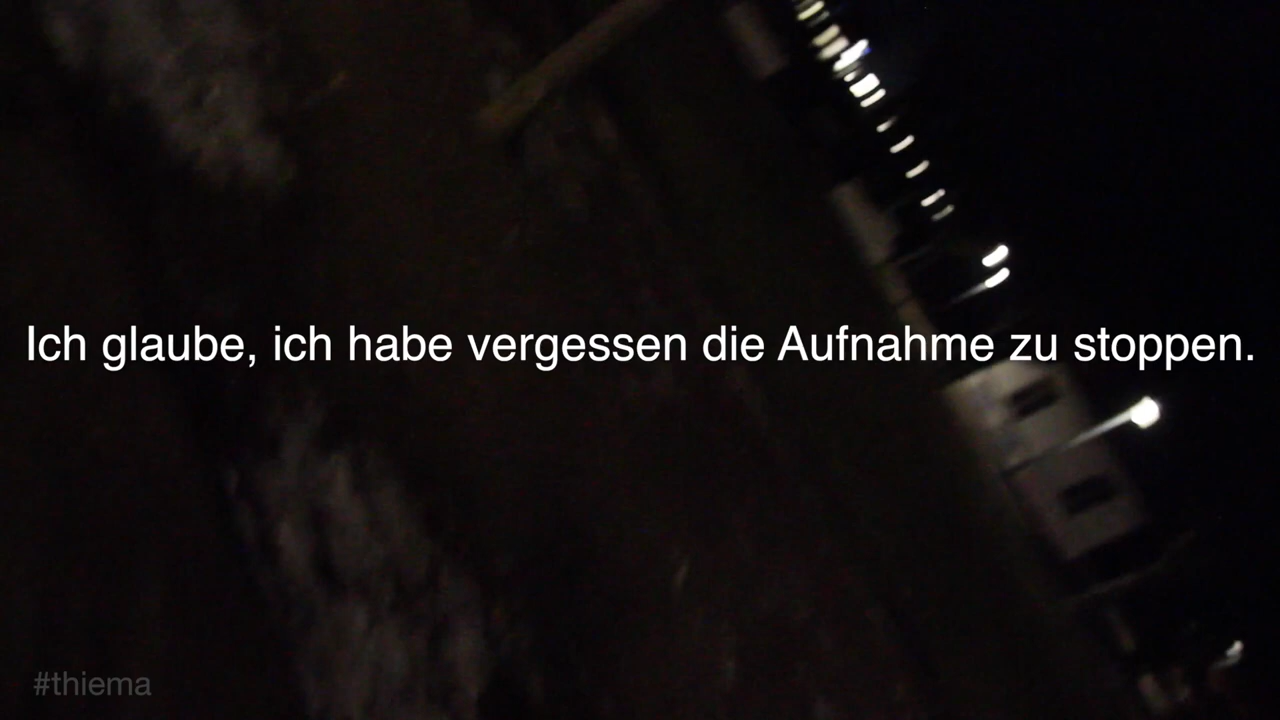 Ich glaube, ich habe vergessen die Aufnahme zu stoppen.
#thiema